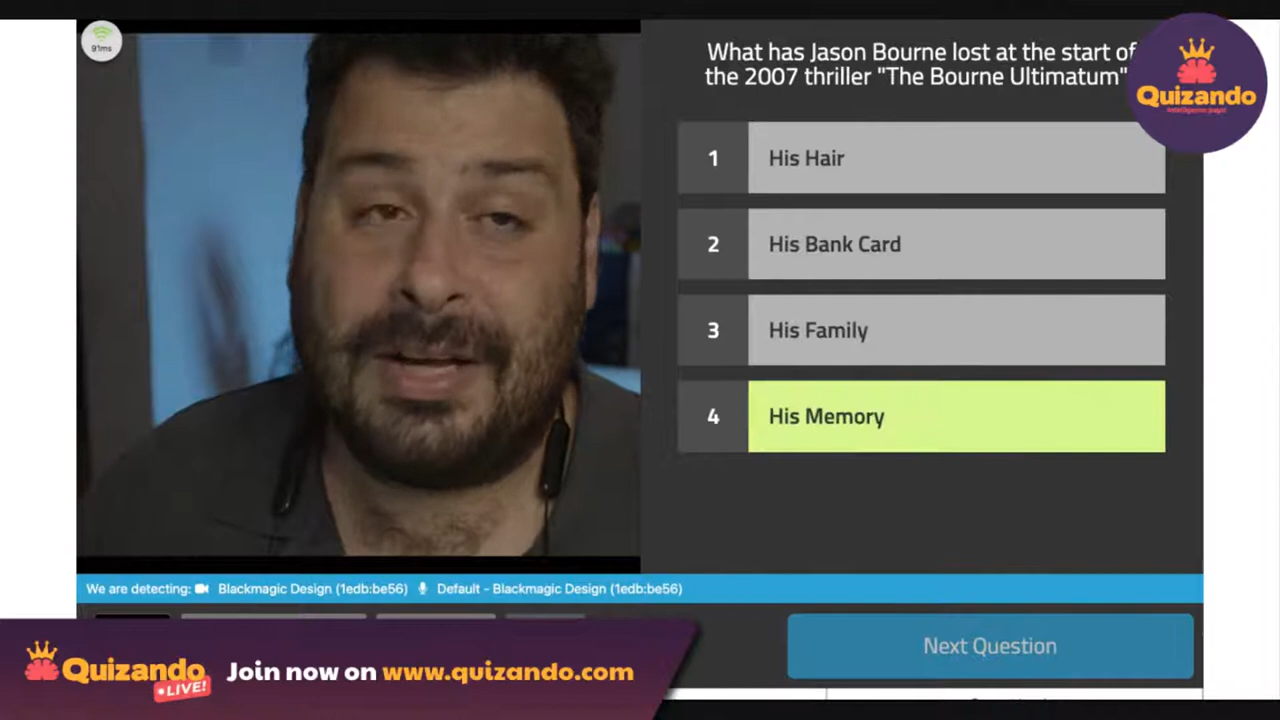 91ms
What has Jason Bourne lost at the start of
the 2007 thriller "The Bourne Ultimatum"
Quizando
1 His Hair
2 His Bank Card
3 His Family
4 His Memory
We are detecting: Blackmagic Design (1edb:be56) Default - Blackmagic Design (1edb:be56)
Next Question
Quizando LIVE! Join now on www.quizando.com